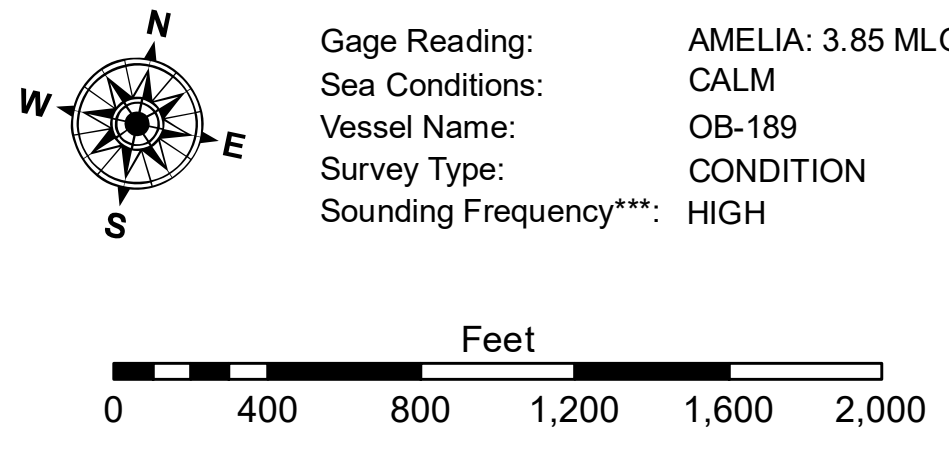 N
W
E
S
Gage Reading: AMELIA: 3.85
Sea Conditions: CALM
Vessel Name: OB-189
Survey Type: CONDITION
Sounding Frequency***: HIGH
Feet
0 400 800 1,200 1,600 2,000